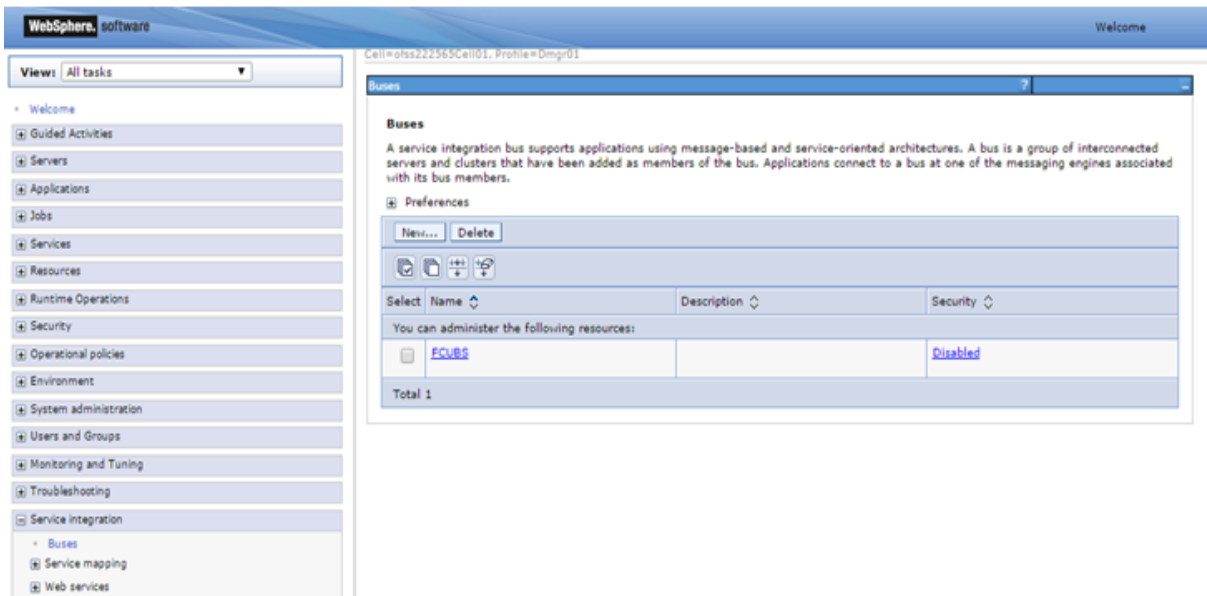 WebSphere. software
Welcome
View: All tasks
Welcome
Guided Activities
Servers
Applications
Jobs
Services
Resources
Runtime Operations
Security
Operational policies
Environment
System administration
Users and Groups
Monitoring and Tuning
Troubleshooting
Service integration
Buses
Service mapping
Web services
Cell=ofss222565Cell01, Profile=Dmgr01
Buses ? -
Buses
A service integration bus supports applications using message-based and service-oriented architectures. A bus is a group of interconnected
servers and clusters that have been added as members of the bus. Applications connect to a bus at one of the messaging engines associated
with its bus members.
Preferences
New... Delete
Select Name Description Security
You can administer the following resources:
FCUBS Disabled
Total 1